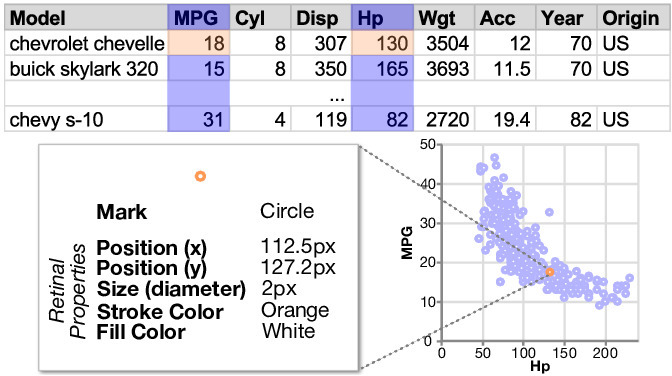 Model MPG Cyl Disp Hp Wgt Acc Year Origin
chevrolet chevelle 18 8 307 130 3504 12 70 US
buick skylark 320 15 8 350 165 3693 11.5 70 US
...
chevy s-10 31 4 119 82 2720 19.4 82 US
Mark Circle
Retinal Properties
Position (x) 112.5px
Position (y) 127.2px
Size (diameter) 2px
Stroke Color Orange
Fill Color White
MPG
50
40
30
20
10
0
0 50 100 150 200
Hp